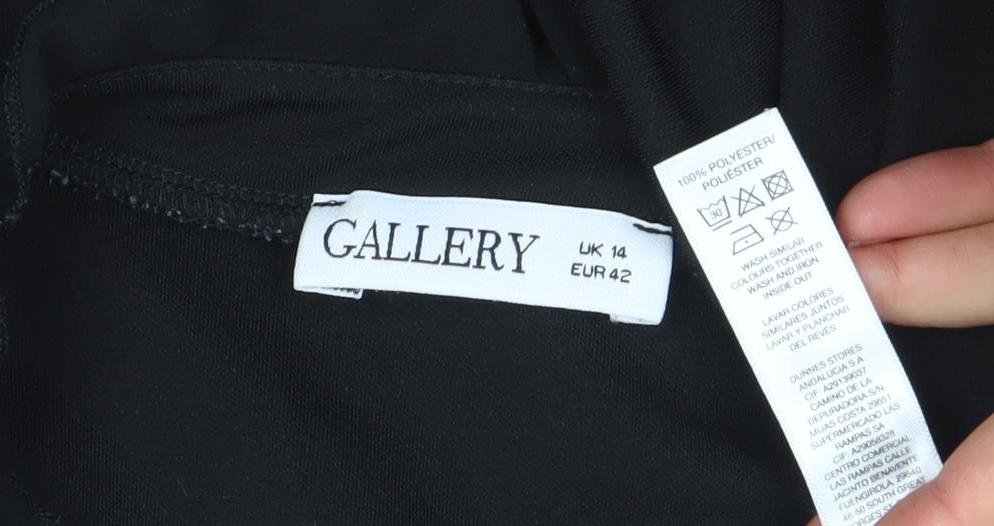 GALLERY
UK 14
EUR 42
100% POLYESTER/
POLIÉSTER
30
WASH SIMILAR
COLOURS TOGETHER
WASH AND IRON
INSIDE OUT
LAVAR COLORES
SIMILARES JUNTOS
LAVAR Y PLANCHAR
DEL REVÉS
DUNNES STORES
ANDALUCIA S.A
CIF: A29139037
CAMINO DE LA
DEPURADORA S/N
MIJAS COSTA 29651
SUPERMERCADO LAS
RAMPAS SA
CIF: A29058328
CENTRO COMERCIAL
LAS RAMPAS CALLE
JACINTO BENAVENTE
FUENGIROLA, 29640
46-50 SOUTH GREAT